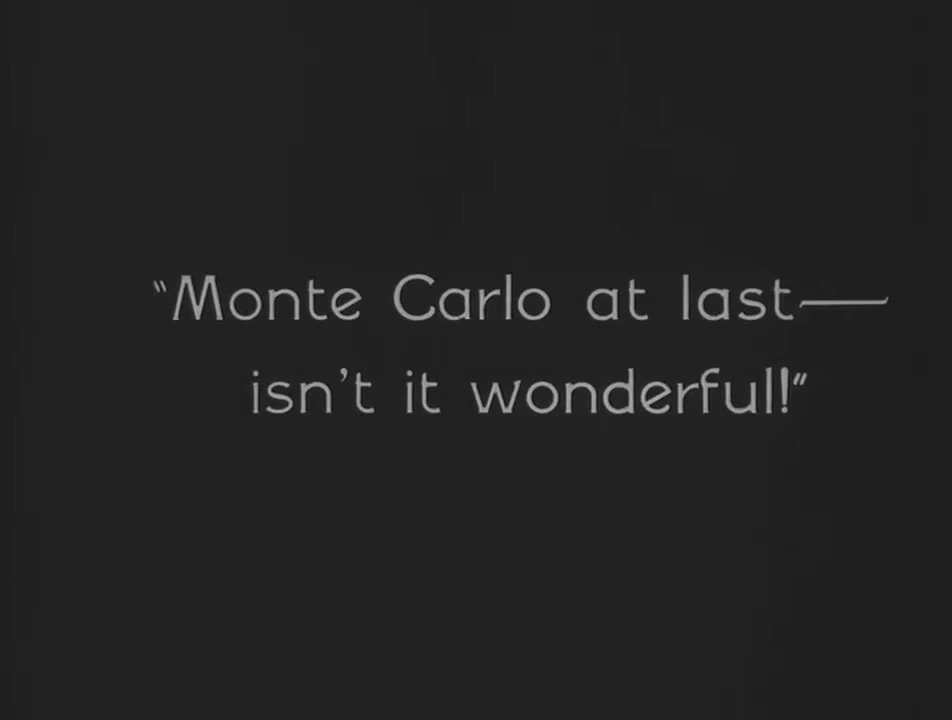 “Monte Carlo at last—
isn’t it wonderful!”